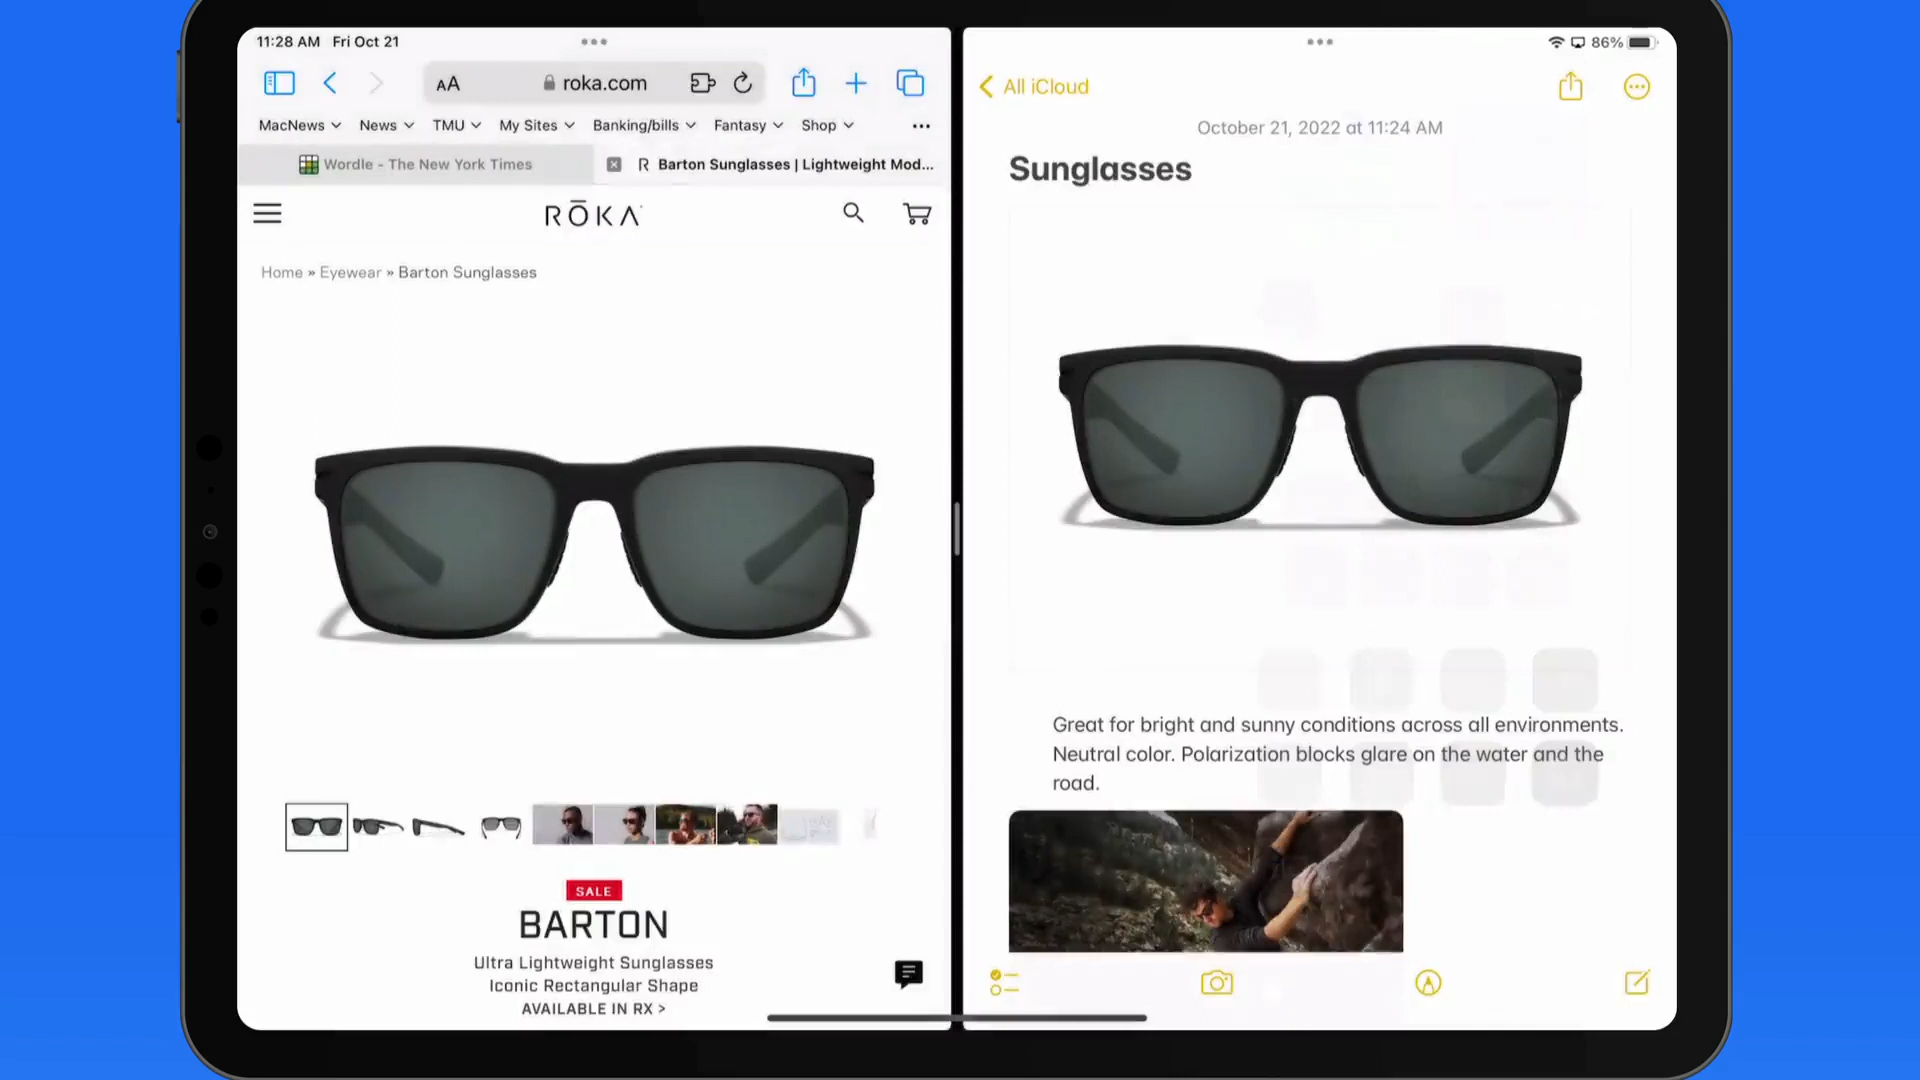 11:28 AM Fri Oct 21
86%
AA roka.com
All iCloud
MacNews News TMU My Sites Banking/bills Fantasy Shop
October 21, 2022 at 11:24 AM
Wordle - The New York Times
R Barton Sunglasses | Lightweight Mod...
Sunglasses
RŌKA
Home » Eyewear » Barton Sunglasses
Great for bright and sunny conditions across all environments.
Neutral color. Polarization blocks glare on the water and the
road.
SALE
BARTON
Ultra Lightweight Sunglasses
Iconic Rectangular Shape
AVAILABLE IN RX >